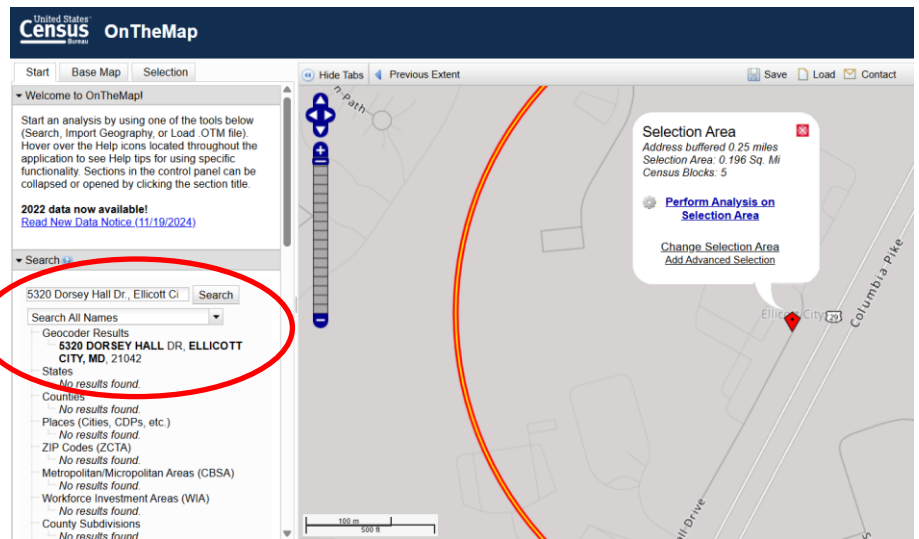 United States
Census
Bureau
OnTheMap
Start Base Map Selection
Hide Tabs Previous Extent
Save Load Contact
Welcome to OnTheMap!
Start an analysis by using one of the tools below
(Search, Import Geography, or Load .OTM file).
Hover over the Help icons located throughout the
application to see Help tips for using specific
functionality. Sections in the control panel can be
collapsed or opened by clicking the section title.
2022 data now available!
Read New Data Notice (11/19/2024)
Search
5320 Dorsey Hall Dr., Ellicott Ci Search
Search All Names
Geocoder Results
5320 DORSEY HALL DR, ELLICOTT
CITY, MD, 21042
States
No results found.
Counties
No results found.
Places (Cities, CDPs, etc.)
No results found.
ZIP Codes (ZCTA)
No results found.
Metropolitan/Micropolitan Areas (CBSA)
No results found.
Workforce Investment Areas (WIA)
No results found.
County Subdivisions
No results found.
Path
Selection Area
Address buffered 0.25 miles
Selection Area: 0.196 Sq. Mi
Census Blocks: 5
Perform Analysis on
Selection Area
Change Selection Area
Add Advanced Selection
Ellicott City
29
Columbia Pike
Drive
100 m
500 ft